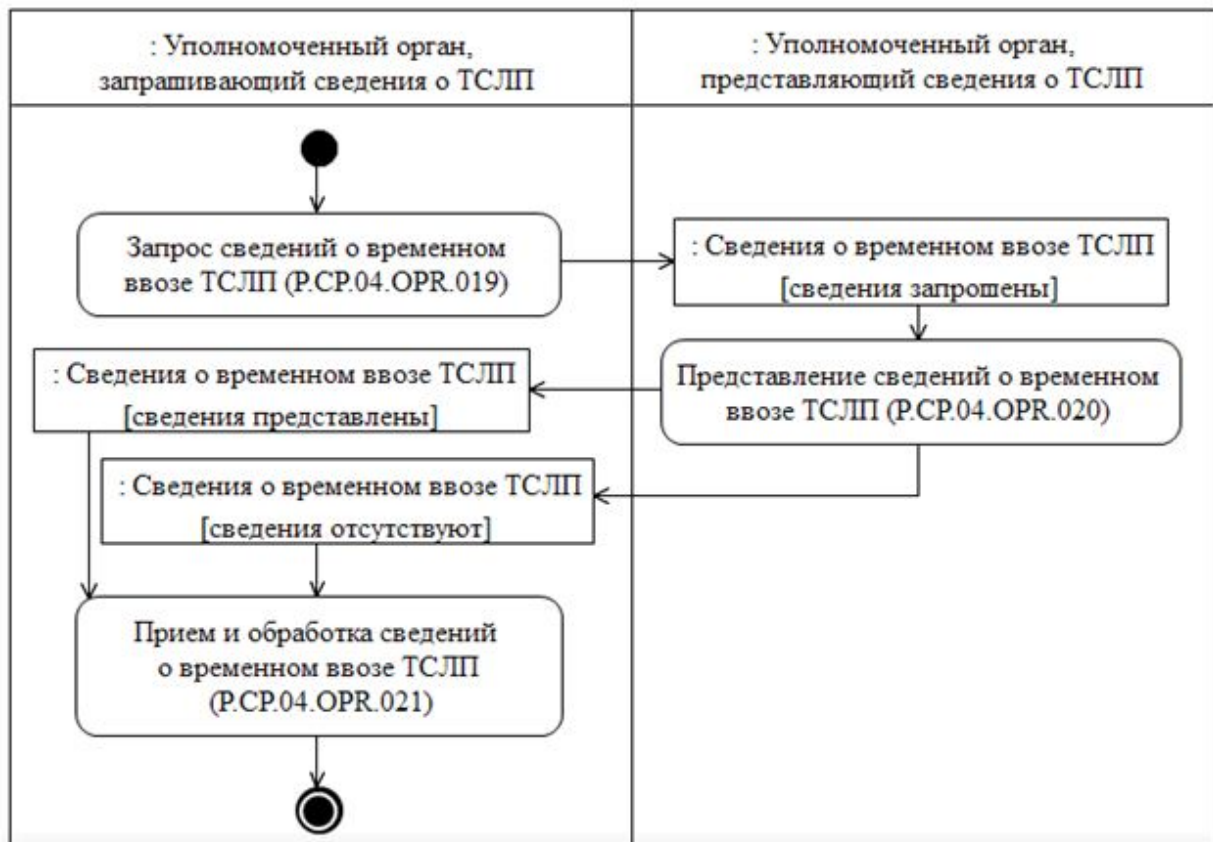 : Уполномоченный орган,
запрашивающий сведения о ТСЛП
: Уполномоченный орган,
представляющий сведения о ТСЛП
Запрос сведений о временном
ввозе ТСЛП (P.CP.04.OPR.019)
: Сведения о временном ввозе ТСЛП
[сведения запрошены]
: Сведения о временном ввозе ТСЛП
[сведения представлены]
Представление сведений о временном
ввозе ТСЛП (P.CP.04.OPR.020)
: Сведения о временном ввозе ТСЛП
[сведения отсутствуют]
Прием и обработка сведений
о временном ввозе ТСЛП
(P.CP.04.OPR.021)